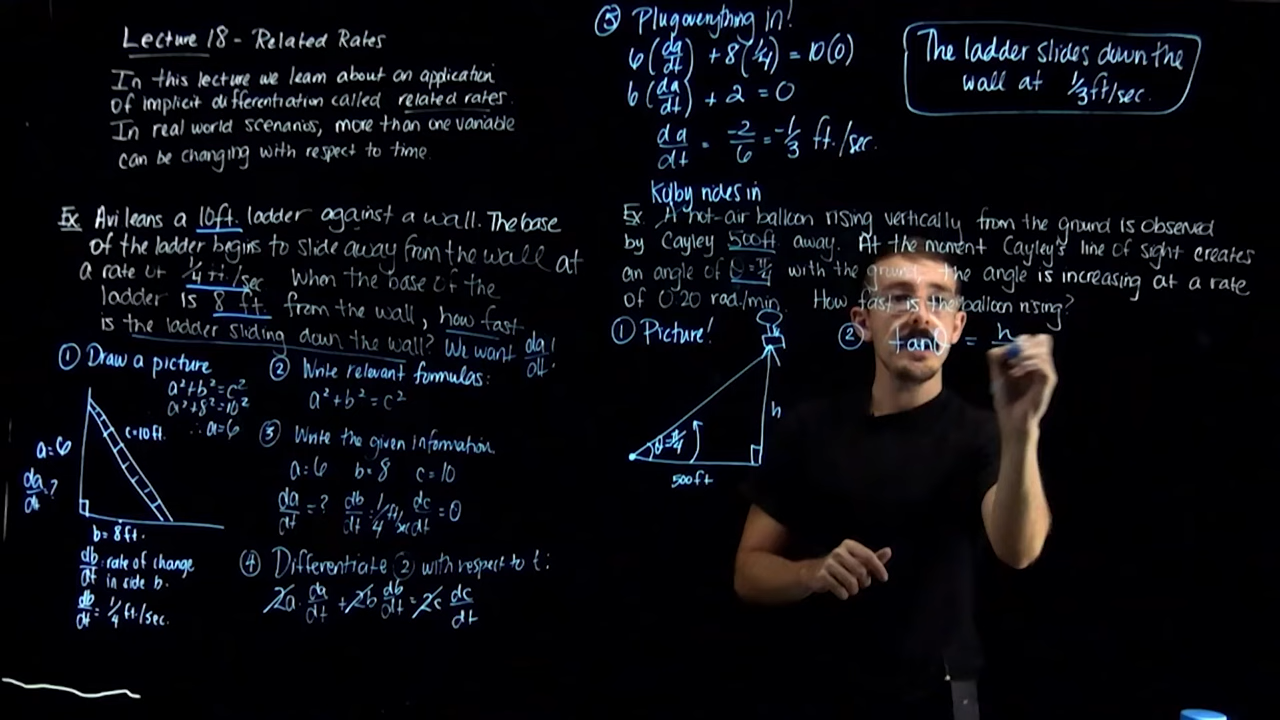 Lecture 18 - Related Rates
In this lecture we learn about an application
of implicit differentiation called related rates.
In real world scenarios, more than one variable
can be changing with respect to time.
Ex Avi leans a 10ft. ladder against a wall. The base
of the ladder begins to slide away from the wall at
a rate of 1/4 ft./sec When the base of the
ladder is 8 ft. from the wall, how fast
is the ladder sliding down the wall? We want da/dt!
① Draw a picture
a²+b²=c²
a²+8²=10²
∴ a=6
c=10ft.
a=6
da/dt ?
b=8ft.
db/dt: rate of change
in side b.
db/dt = 1/4 ft/sec.
② Write relevant formulas:
a²+b²=c²
③ Write the given information
a=6 b=8 c=10
da/dt = ? db/dt = 1/4 ft/sec dc/dt = 0
④ Differentiate ② with respect to t:
2a · da/dt + 2b db/dt = 2c dc/dt
⑤ Plug everything in!
6(da/dt) + 8(1/4) = 10(0)
6(da/dt) + 2 = 0
da/dt = -2/6 = -1/3 ft./sec.
The ladder slides down the
wall at 1/3 ft/sec.
Kolby rides in
Ex. A hot-air balloon rising vertically from the ground is observed
by Cayley 500ft away. At the moment Cayley's line of sight creates
an angle of θ=π/4 with the ground, the angle is increasing at a rate
of 0.20 rad./min. How fast is the balloon rising?
① Picture!
h
θ=π/4
500ft
② tanθ = h